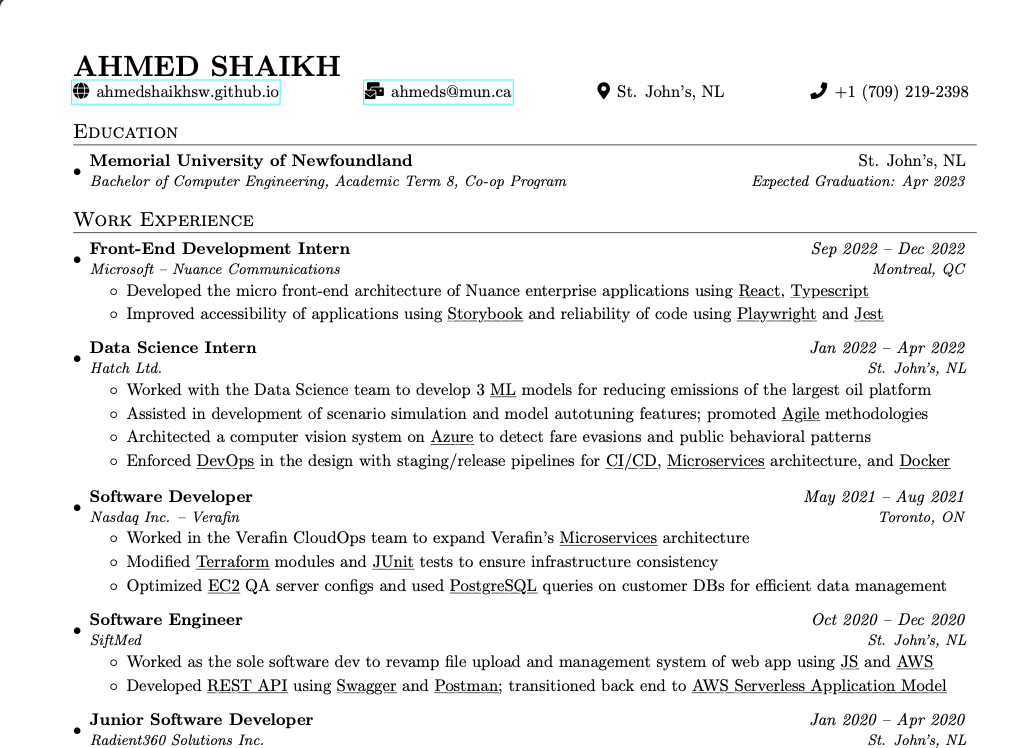 AHMED SHAIKH
ahmedshaikhsw.github.io ahmeds@mun.ca St. John's, NL +1 (709) 219-2398
Education
Memorial University of Newfoundland St. John's, NL
Bachelor of Computer Engineering, Academic Term 8, Co-op Program Expected Graduation: Apr 2023
Work Experience
Front-End Development Intern Sep 2022 – Dec 2022
Microsoft – Nuance Communications Montreal, QC
Developed the micro front-end architecture of Nuance enterprise applications using React, Typescript
Improved accessibility of applications using Storybook and reliability of code using Playwright and Jest
Data Science Intern Jan 2022 – Apr 2022
Hatch Ltd. St. John's, NL
Worked with the Data Science team to develop 3 ML models for reducing emissions of the largest oil platform
Assisted in development of scenario simulation and model autotuning features; promoted Agile methodologies
Architected a computer vision system on Azure to detect fare evasions and public behavioral patterns
Enforced DevOps in the design with staging/release pipelines for CI/CD, Microservices architecture, and Docker
Software Developer May 2021 – Aug 2021
Nasdaq Inc. – Verafin Toronto, ON
Worked in the Verafin CloudOps team to expand Verafin's Microservices architecture
Modified Terraform modules and JUnit tests to ensure infrastructure consistency
Optimized EC2 QA server configs and used PostgreSQL queries on customer DBs for efficient data management
Software Engineer Oct 2020 – Dec 2020
SiftMed St. John's, NL
Worked as the sole software dev to revamp file upload and management system of web app using JS and AWS
Developed REST API using Swagger and Postman; transitioned back end to AWS Serverless Application Model
Junior Software Developer Jan 2020 – Apr 2020
Radient360 Solutions Inc. St. John's, NL